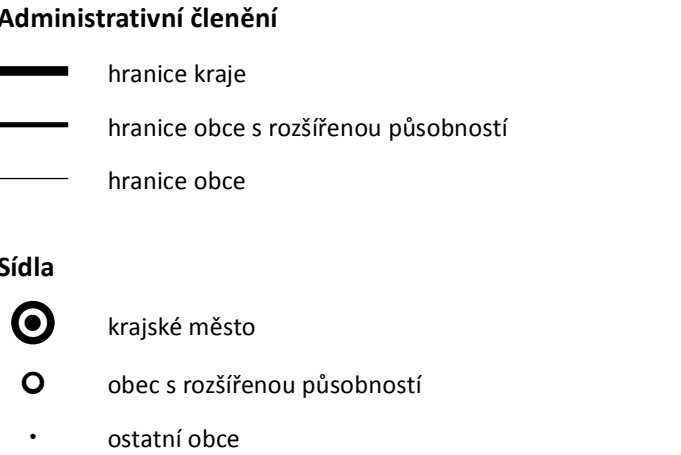 Administrativní členění
hranice kraje
hranice obce s rozšířenou působností
hranice obce
Sídla
krajské město
obec s rozšířenou působností
ostatní obce